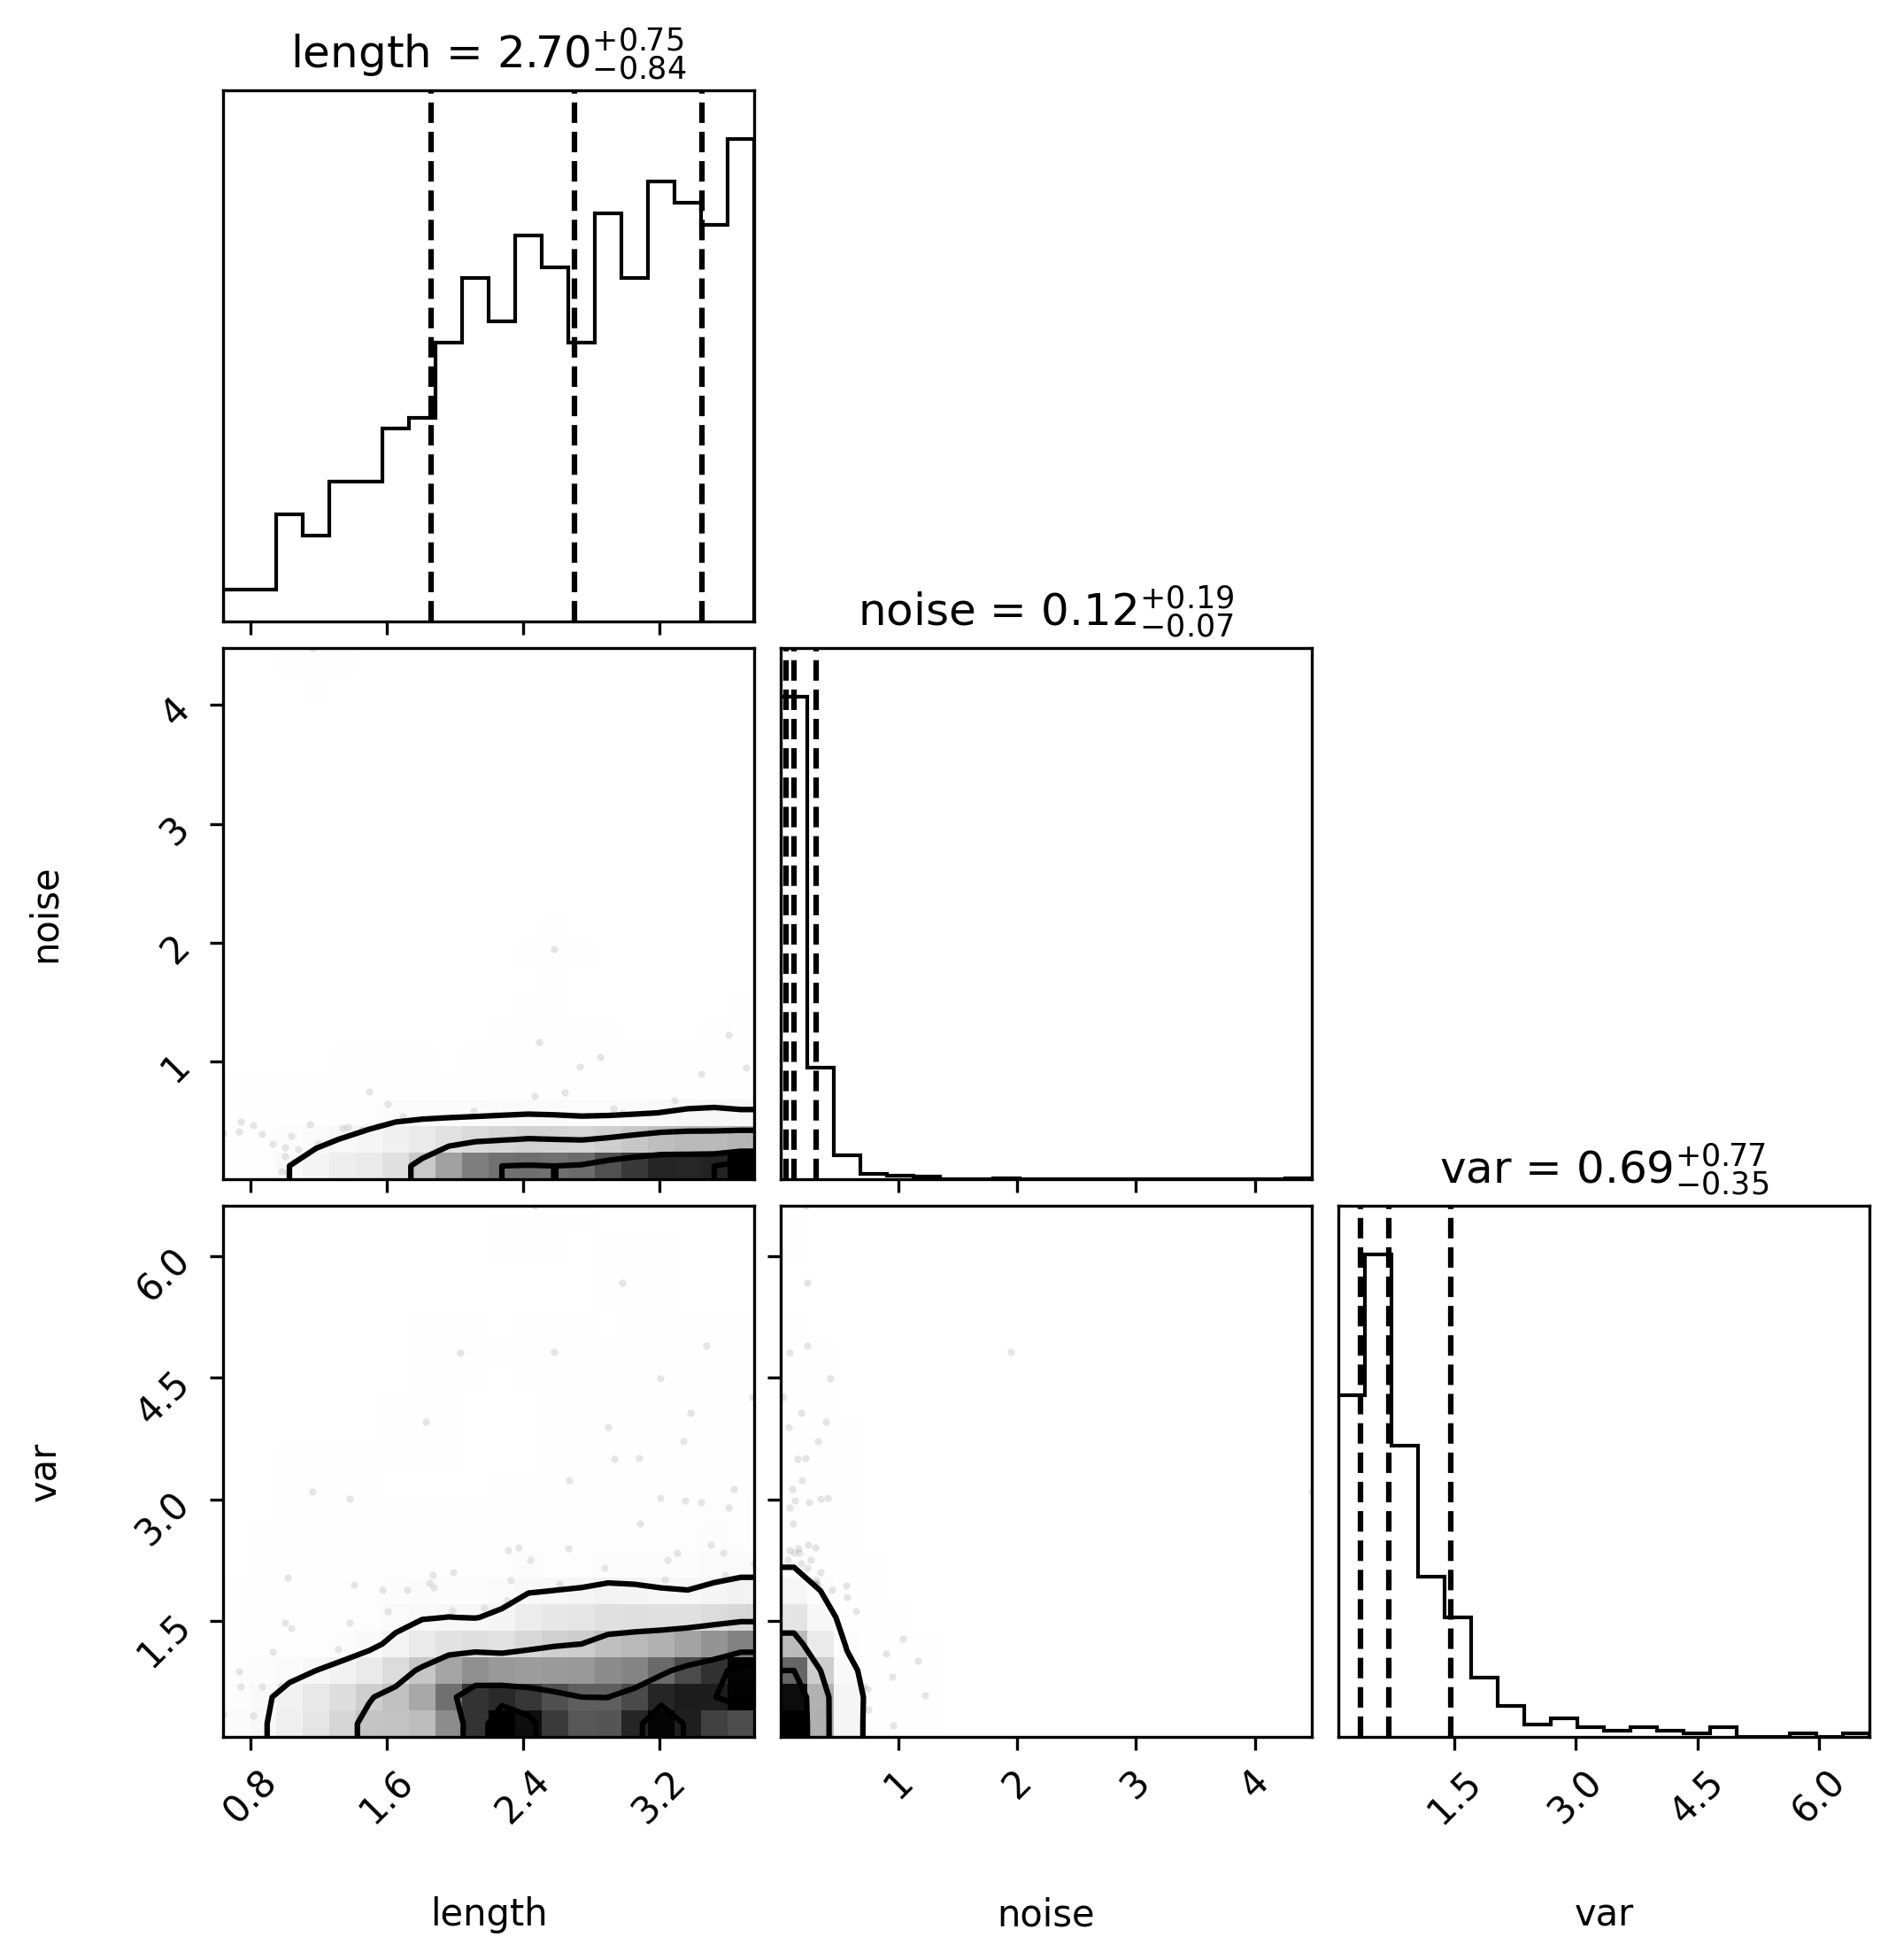 length = 2.70 +0.75 −0.84
noise = 0.12 +0.19 −0.07
4
3
2
1
noise
var = 0.69 +0.77 −0.35
6.0
4.5
3.0
1.5
var
0.8 1.6 2.4 3.2
1 2 3 4
1.5 3.0 4.5 6.0
length
noise
var